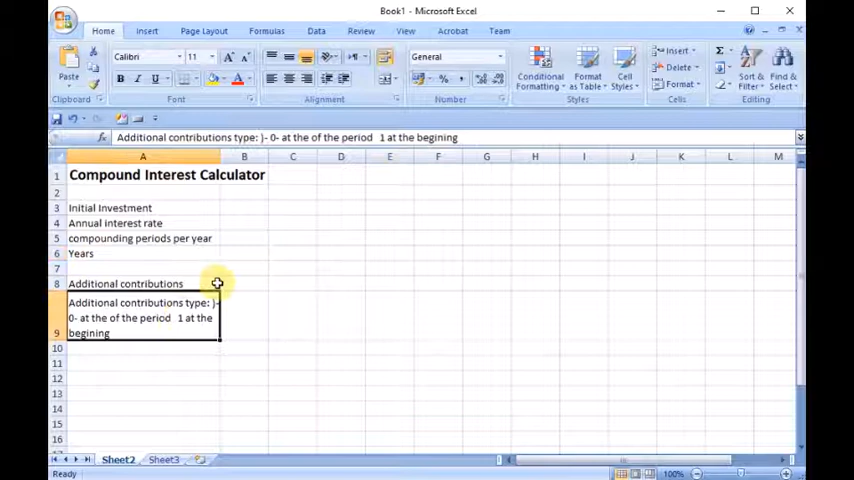 Book1 - Microsoft Excel
Home Insert Page Layout Formulas Data Review View Acrobat Team
Paste
Calibri 11
B I U
General
Conditional Formatting
Format as Table
Cell Styles
Insert
Delete
Format
Sort & Filter
Find & Select
Clipboard Font Alignment Number Styles Cells Editing
fx Additional contributions type: )- 0- at the of the period 1 at the begining
A B C D E F G H I J K L M
1 Compound Interest Calculator
2
3 Initial Investment
4 Annual interest rate
5 compounding periods per year
6 Years
7
8 Additional contributions
Additional contributions type: )-
0- at the of the period 1 at the
9 begining
10
11
12
13
14
15
16
Sheet2 Sheet3
Ready 100%